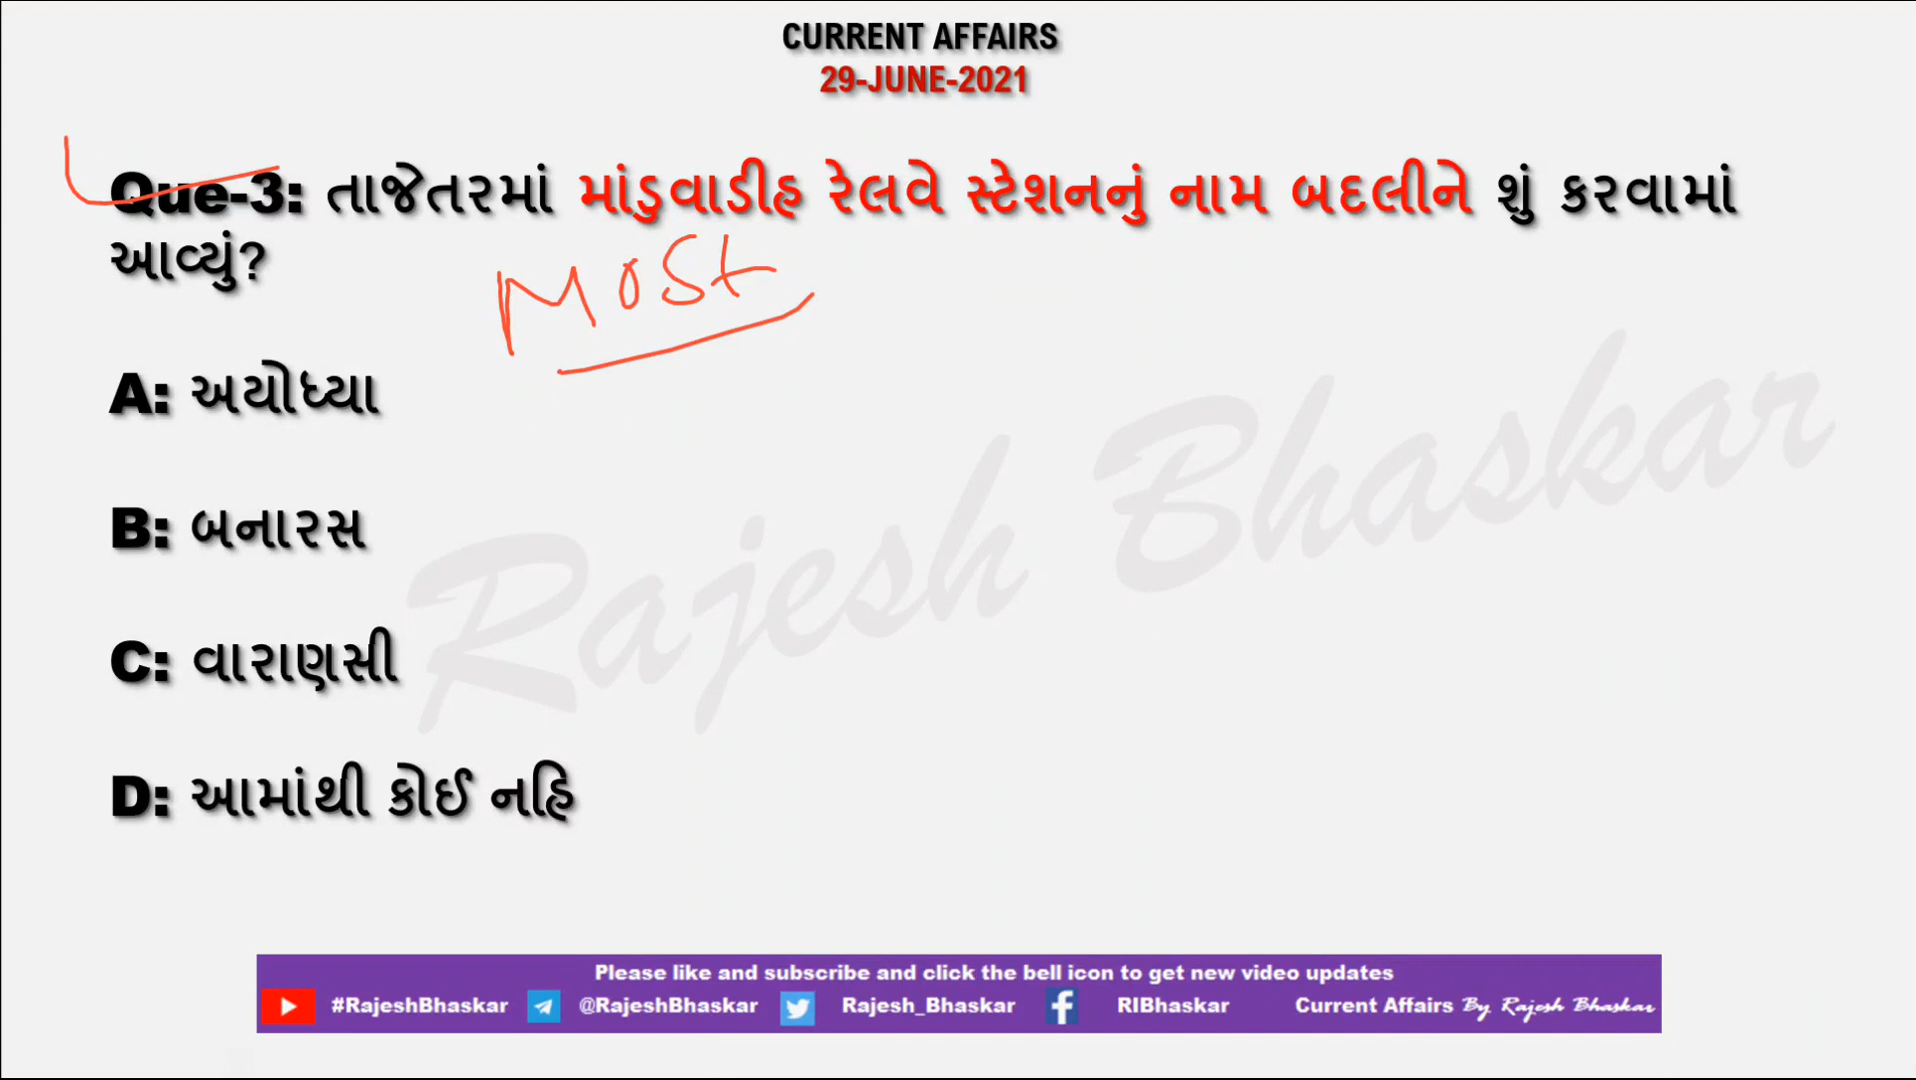 CURRENT AFFAIRS
29-JUNE-2021
Que-3: તાજેતરમાં માંડુવાડીહ રેલવે સ્ટેશનનું નામ બદલીને શું કરવામાં
આવ્યું?
Most
A: અયોધ્યા
B: બનારસ
C: વારાણસી
D: આમાંથી કોઈ નહિ
Rajesh Bhaskar
Please like and subscribe and click the bell icon to get new video updates
#RajeshBhaskar @RajeshBhaskar Rajesh_Bhaskar RIBhaskar Current Affairs By Rajesh Bhaskar